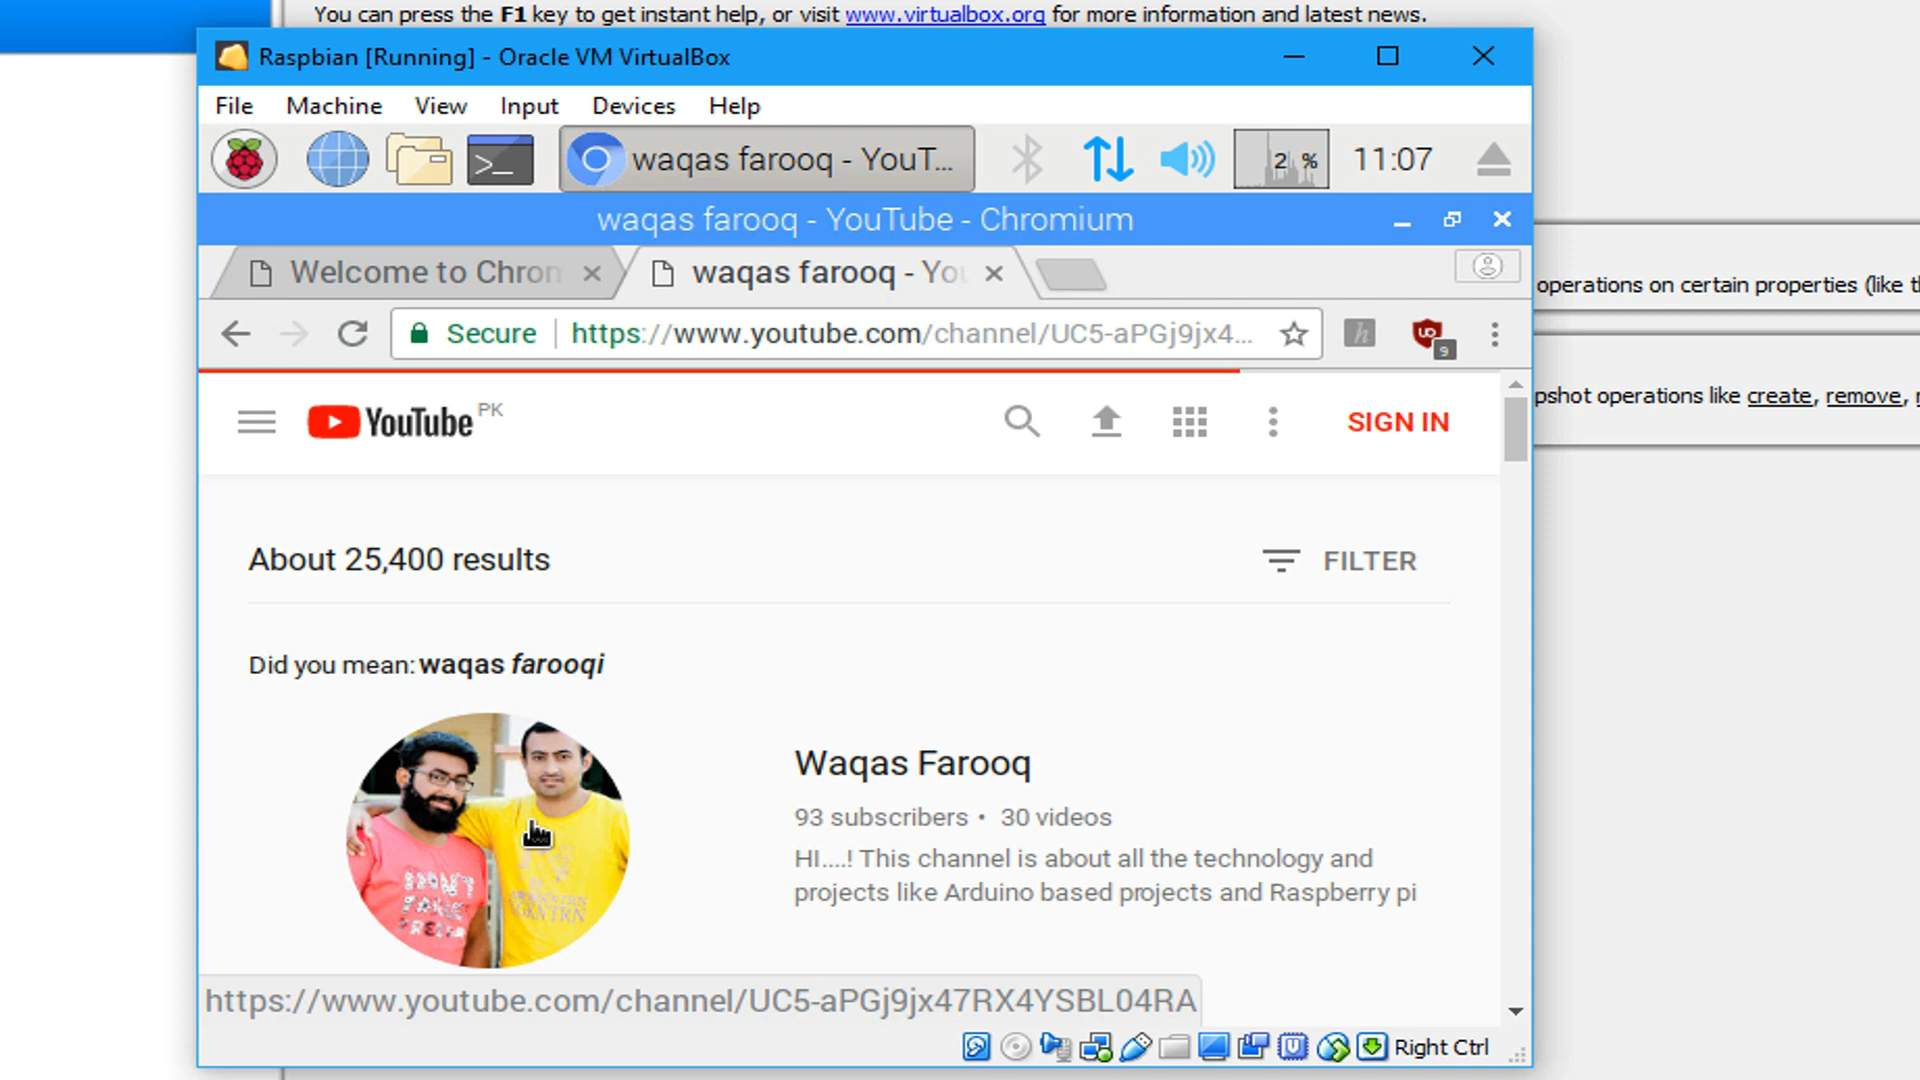 You can press the F1 key to get instant help, or visit www.virtualbox.org for more information and latest news.
Raspbian [Running] - Oracle VM VirtualBox
File Machine View Input Devices Help
>_ waqas farooq - YouT... 2 % 11:07
waqas farooq - YouTube - Chromium
Welcome to Chrom waqas farooq - You
Secure https://www.youtube.com/channel/UC5-aPGj9jx4... h UD 9
operations on certain properties (like th
pshot operations like create, remove, r
YouTube PK SIGN IN
About 25,400 results FILTER
Did you mean: waqas farooqi
Waqas Farooq
93 subscribers • 30 videos
HI....! This channel is about all the technology and
projects like Arduino based projects and Raspberry pi
https://www.youtube.com/channel/UC5-aPGj9jx47RX4YSBL04RA
Right Ctrl